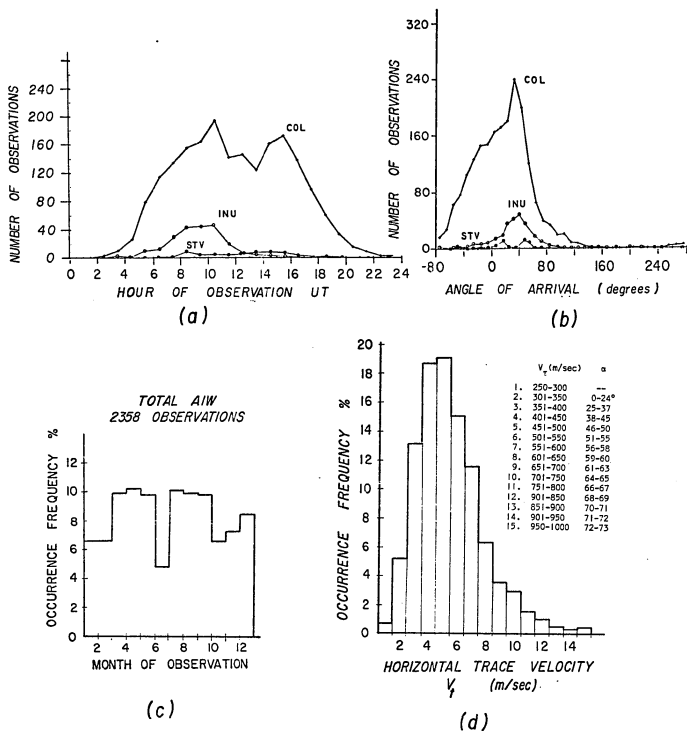 240
200
160
120
80
40
0
NUMBER OF OBSERVATIONS
COL
INU
STV
0 2 4 6 8 10 12 14 16 18 20 22 24
HOUR OF OBSERVATION UT
(a)
320
240
160
80
0
NUMBER OF OBSERVATIONS
COL
INU
STV
-80 0 80 160 240
ANGLE OF ARRIVAL (degrees)
(b)
TOTAL AIW
2358 OBSERVATIONS
12
10
8
6
4
2
0
OCCURRENCE FREQUENCY %
2 4 6 8 10 12
MONTH OF OBSERVATION
(c)
20
18
16
14
12
10
8
6
4
2
0
OCCURRENCE FREQUENCY %
Vτ(m/sec) α
1. 250-300 --
2. 301-350 0-24°
3. 351-400 25-37
4. 401-450 38-45
5. 451-500 46-50
6. 501-550 51-55
7. 551-600 56-58
8. 601-650 59-60
9. 651-700 61-63
10. 701-750 64-65
11. 751-800 66-67
12. 901-850 68-69
13. 851-900 70-71
14. 901-950 71-72
15. 950-1000 72-73
2 4 6 8 10 12 14
HORIZONTAL TRACE VELOCITY
Vt (m/sec).
(d)